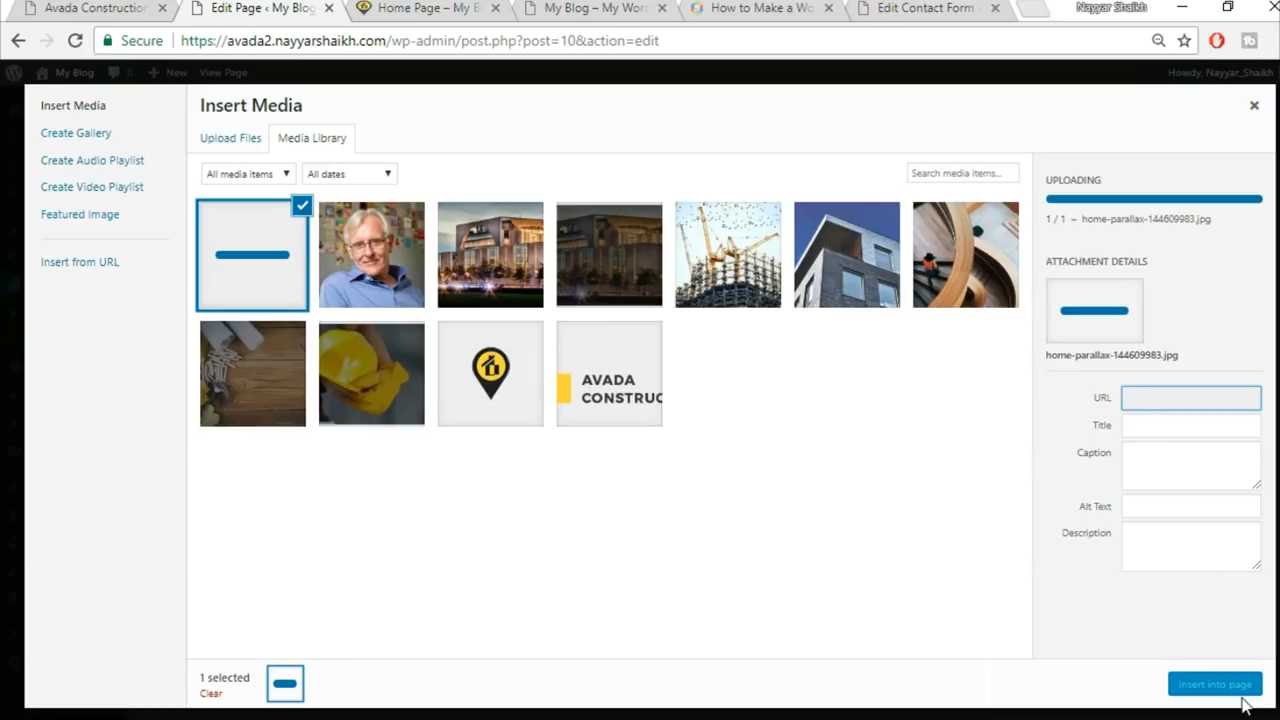 Avada Construction
Edit Page ‹ My Blog
Home Page – My B
My Blog – My Wor
How to Make a Wo
Edit Contact Form
Nayyar Shaikh
Secure
https://avada2.nayyarshaikh.com/wp-admin/post.php?post=10&action=edit
My Blog
0
New
View Page
Howdy, Nayyar_Shaikh
Insert Media
Create Gallery
Create Audio Playlist
Create Video Playlist
Featured Image
Insert from URL
Insert Media
Upload Files
Media Library
All media items
All dates
Search media items...
AVADA
CONSTRUC
UPLOADING
1 / 1 – home-parallax-144609983.jpg
ATTACHMENT DETAILS
home-parallax-144609983.jpg
URL
Title
Caption
Alt Text
Description
1 selected
Clear
Insert into page